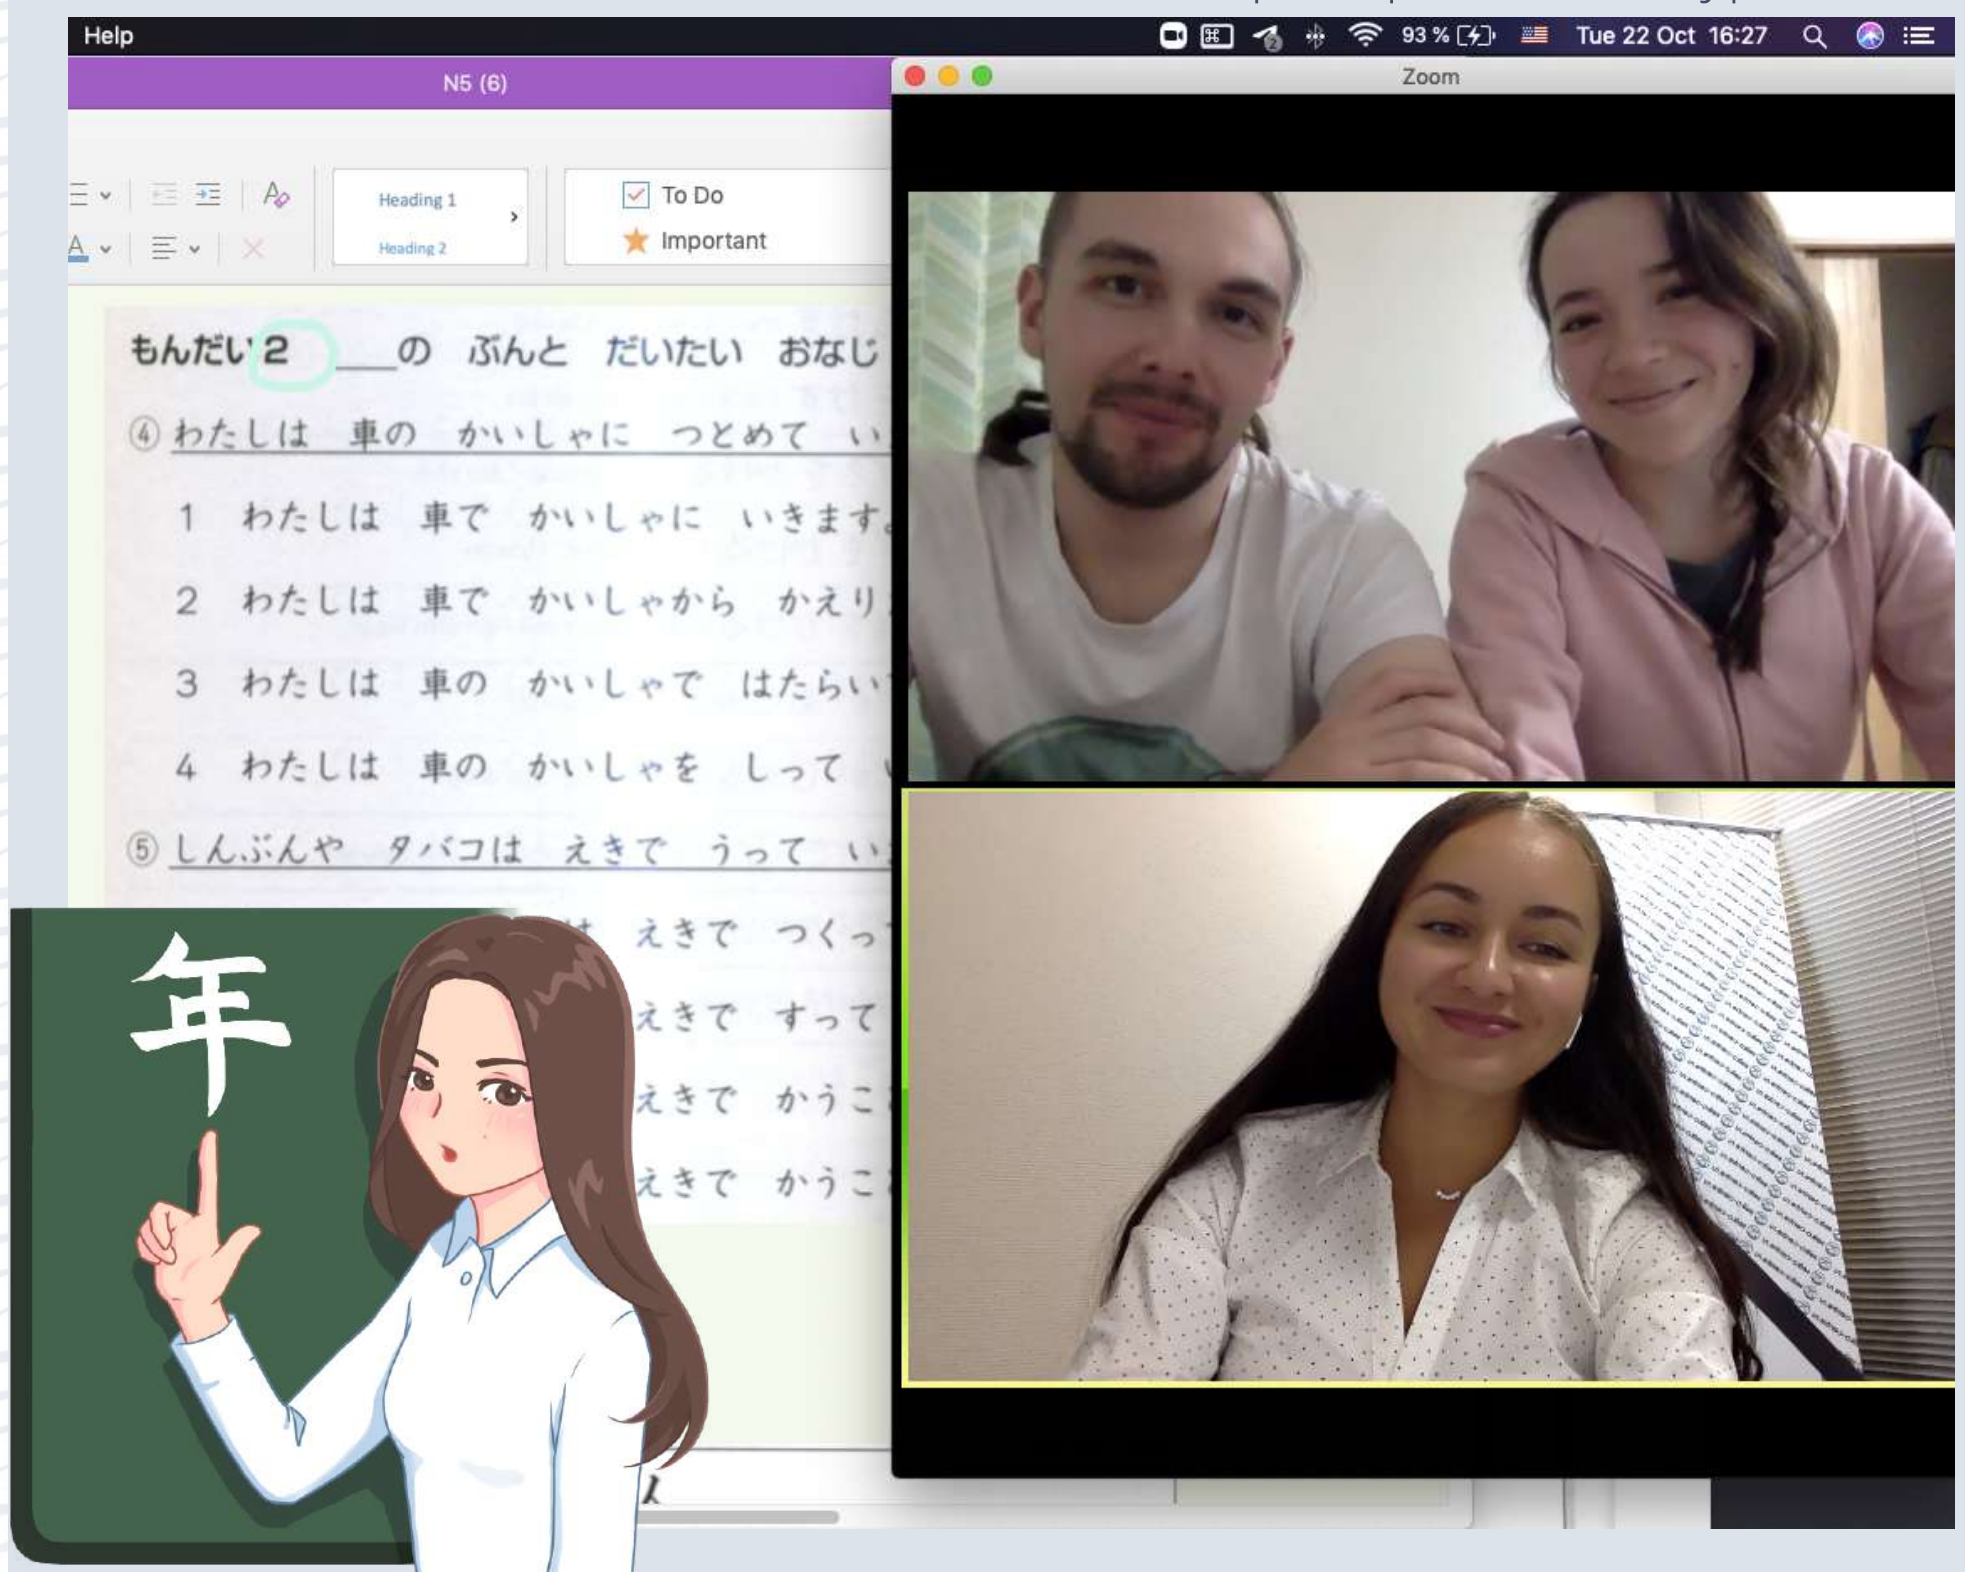 Help
93 %
Tue 22 Oct 16:27
N5 (6)
Zoom
Heading 1
Heading 2
To Do
Important
もんだい2 ___の ぶんと だいたい おなじ
④ わたしは 車の かいしゃに つとめて い
1 わたしは 車で かいしゃに いきます。
2 わたしは 車で かいしゃから かえり
3 わたしは 車の かいしゃで はたらい
4 わたしは 車の かいしゃを しって
⑤ しんぶんや タバコは えきで うって い
は えきで つくっ
えきで すって
えきで かうこ
えきで かうこ
年